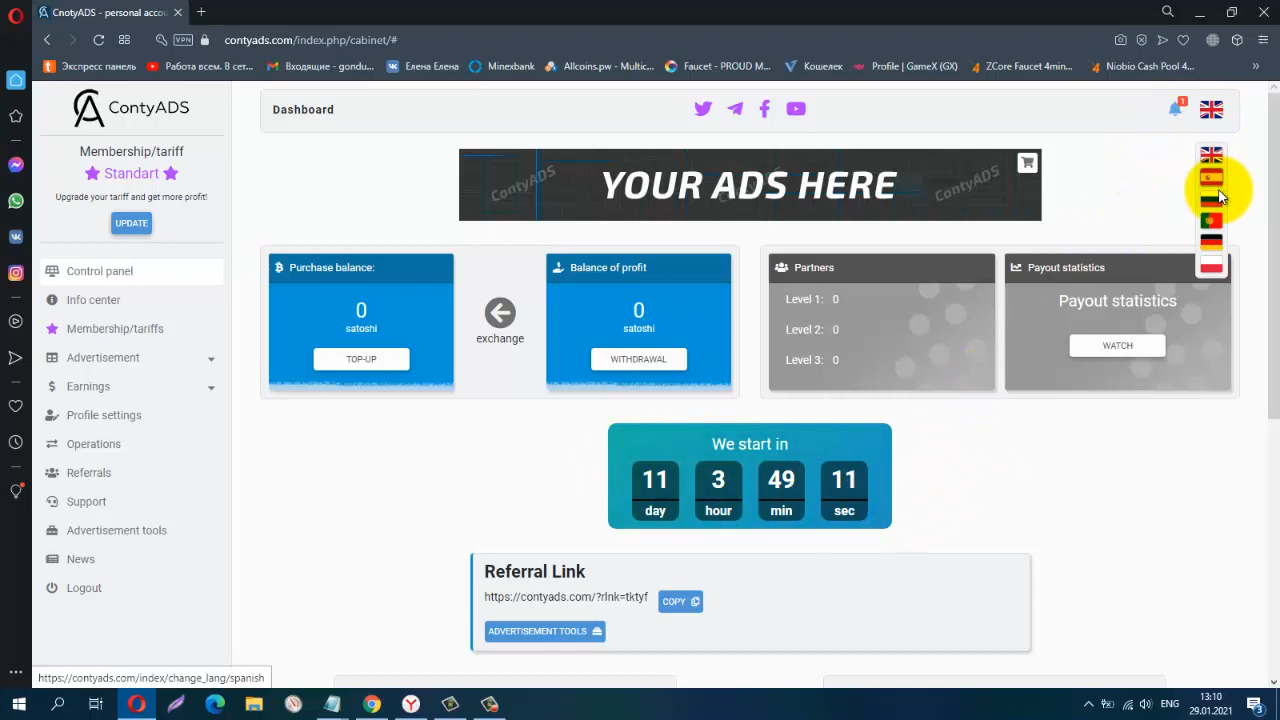 CnotyADS - personal accou
contyads.com/index.php/cabinet/#
VPN
Экспресс панель
Работа всем. В сет...
Входящие - gondu...
Елена Елена
Minexbank
Allcoins.pw - Multic...
Faucet - PROUD M...
Кошелек
Profile | GameX (GX)
ZCore Faucet 4min...
Niobio Cash Pool 4...
»
ContyADS
Membership/tariff
Standart
Upgrade your tariff and get more profit!
UPDATE
Control panel
Info center
Membership/tariffs
Advertisement
Earnings
Profile settings
Operations
Referrals
Support
Advertisement tools
News
Logout
Dashboard
1
ContyADS
YOUR ADS HERE
ContyADS
Purchase balance:
0
satoshi
TOP-UP
exchange
Balance of profit
0
satoshi
WITHDRAWAL
Partners
Level 1: 0
Level 2: 0
Level 3: 0
Payout statistics
Payout statistics
WATCH
We start in
11 3 49 11
day hour min sec
Referral Link
https://contyads.com/?rlnk=tktyf
COPY
ADVERTISEMENT TOOLS
https://contyads.com/index/change_lang/spanish
ENG
13:10
29.01.2021
3